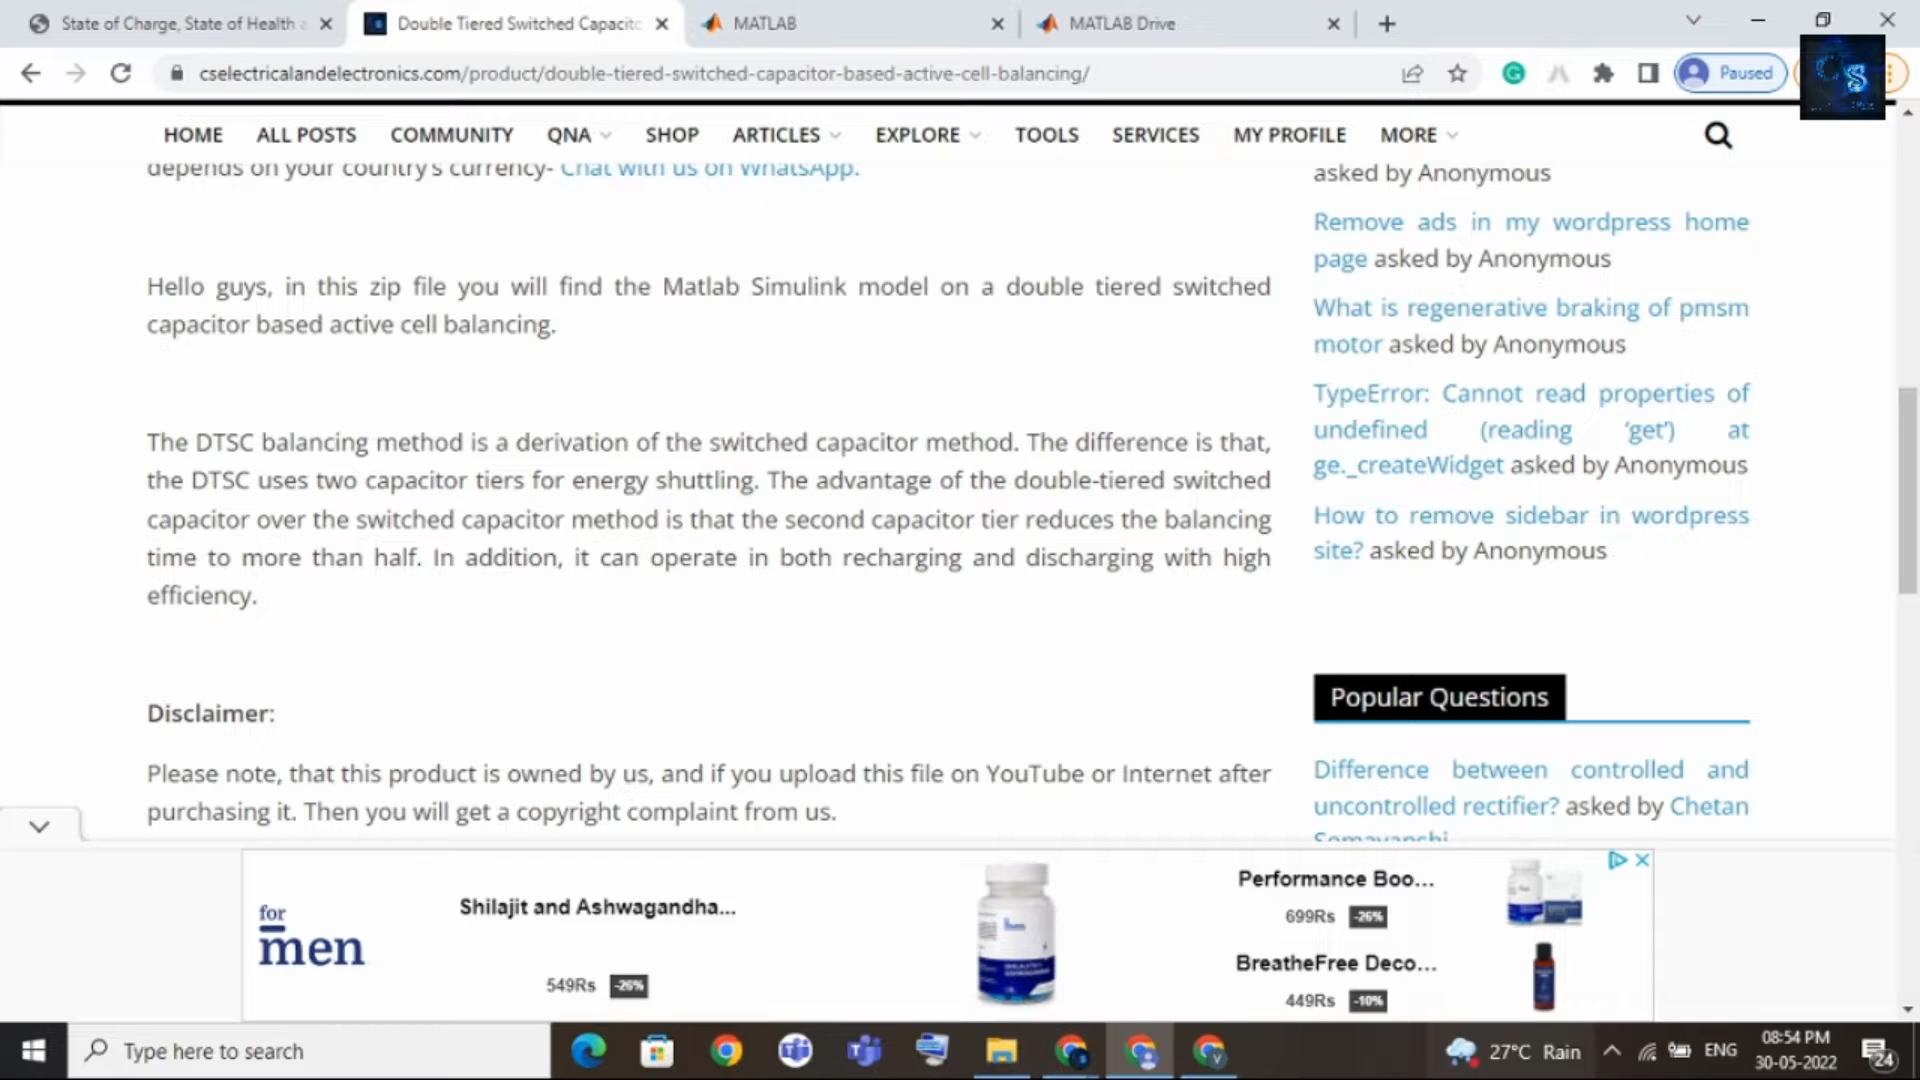 State of Charge, State of Health a
Double Tiered Switched Capacito
MATLAB
MATLAB Drive
cselectricalandelectronics.com/product/double-tiered-switched-capacitor-based-active-cell-balancing/
Paused
HOME
ALL POSTS
COMMUNITY
QNA
SHOP
ARTICLES
EXPLORE
TOOLS
SERVICES
MY PROFILE
MORE
depends on your country's currency- Chat with us on WhatsApp.
Hello guys, in this zip file you will find the Matlab Simulink model on a double tiered switched
capacitor based active cell balancing.
The DTSC balancing method is a derivation of the switched capacitor method. The difference is that,
the DTSC uses two capacitor tiers for energy shuttling. The advantage of the double-tiered switched
capacitor over the switched capacitor method is that the second capacitor tier reduces the balancing
time to more than half. In addition, it can operate in both recharging and discharging with high
efficiency.
Disclaimer:
Please note, that this product is owned by us, and if you upload this file on YouTube or Internet after
purchasing it. Then you will get a copyright complaint from us.
asked by Anonymous
Remove ads in my wordpress home
page asked by Anonymous
What is regenerative braking of pmsm
motor asked by Anonymous
TypeError: Cannot read properties of
undefined (reading 'get') at
ge._createWidget asked by Anonymous
How to remove sidebar in wordpress
site? asked by Anonymous
Popular Questions
Difference between controlled and
uncontrolled rectifier? asked by Chetan
Somavanshi
for
men
Shilajit and Ashwagandha...
549Rs -26%
Performance Boo...
699Rs -26%
BreatheFree Deco...
449Rs -10%
Type here to search
27°C Rain
ENG
08:54 PM
30-05-2022
24